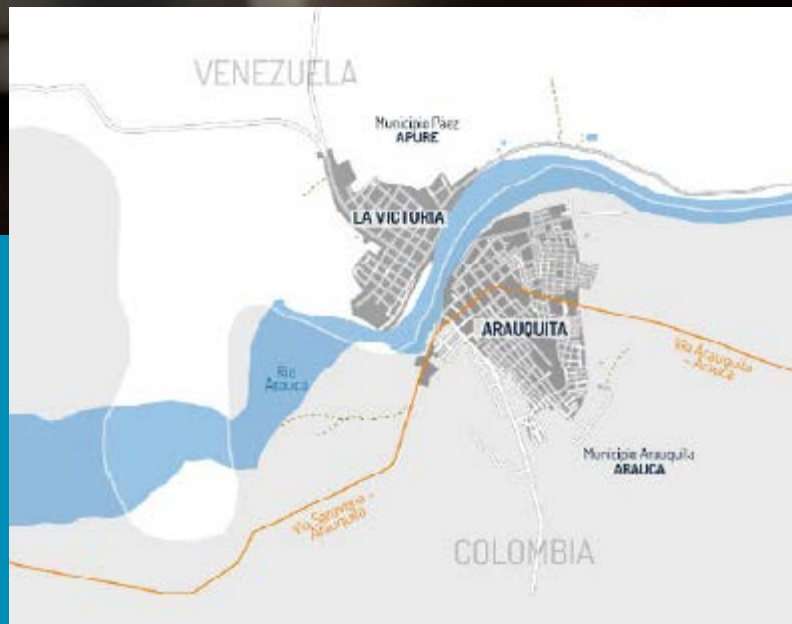 VENEZUELA
Municipio Páez
APURE
LA VICTORIA
ARAUQUITA
Río
Arauca
Vía Arauquita
- Arauca
Municipio Arauquita
ARAUCA
Vía Saravena -
Arauquita
COLOMBIA